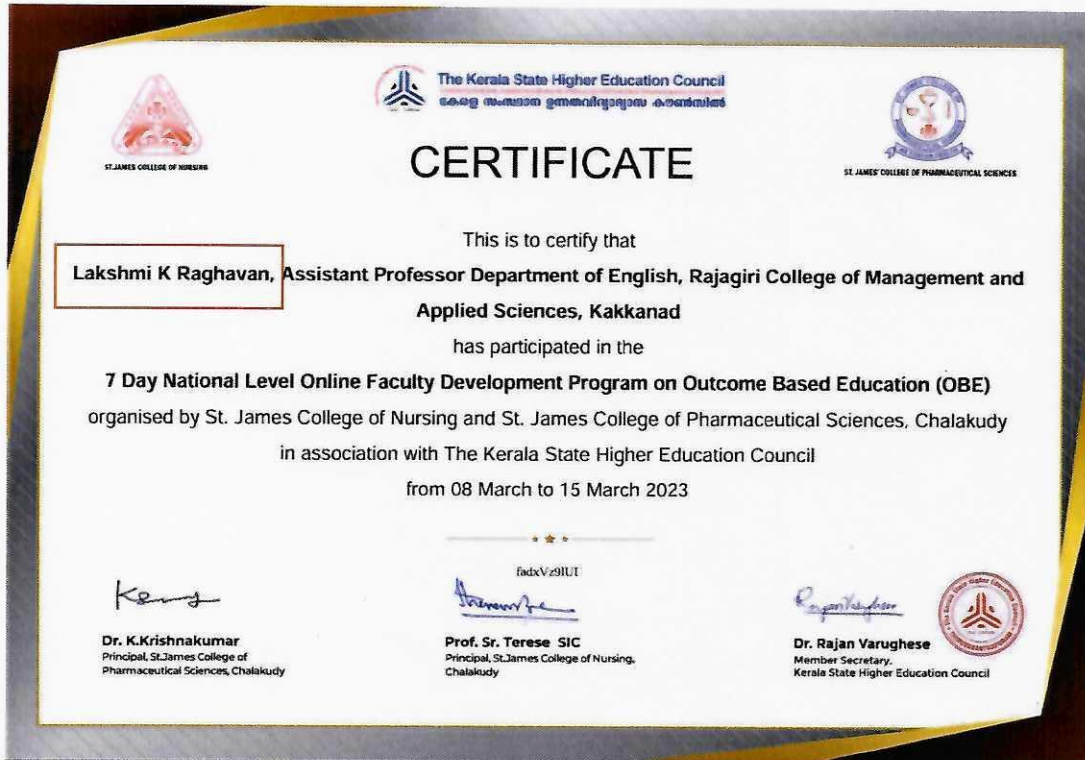 The Kerala State Higher Education Council
കേരള സംസ്ഥാന ഉന്നതവിദ്യാഭ്യാസ കൗൺസിൽ
ST.JAMES COLLEGE OF NURSING
ST. JAMES' COLLEGE OF PHARMACEUTICAL SCIENCES
CERTIFICATE
This is to certify that
Lakshmi K Raghavan, Assistant Professor Department of English, Rajagiri College of Management and
Applied Sciences, Kakkanad
has participated in the
7 Day National Level Online Faculty Development Program on Outcome Based Education (OBE)
organised by St. James College of Nursing and St. James College of Pharmaceutical Sciences, Chalakudy
in association with The Kerala State Higher Education Council
from 08 March to 15 March 2023
Dr. K.Krishnakumar
Principal, St.James College of
Pharmaceutical Sciences, Chalakudy
Prof. Sr. Terese SIC
Principal, St.James College of Nursing,
Chalakudy
Dr. Rajan Varughese
Member Secretary.
Kerala State Higher Education Council